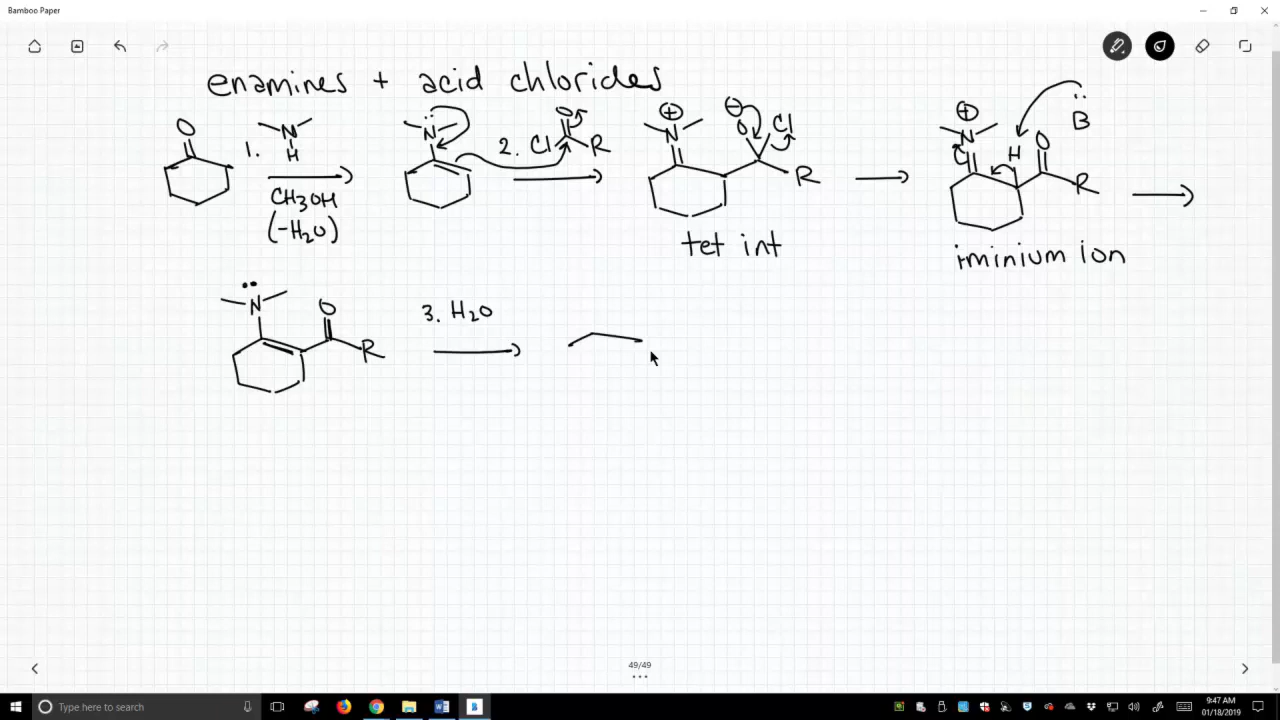 Bamboo Paper
enamines + acid chlorides
O
1.
N
H
CH3OH
(-H2O)
N
2. Cl
O
R
⊕
N
⊖
O
Cl
R
tet int
⊕
N
H
O
R
:B
iminium ion
N
O
R
3. H2O
49/49
Type here to search
9:47 AM
01/18/2019